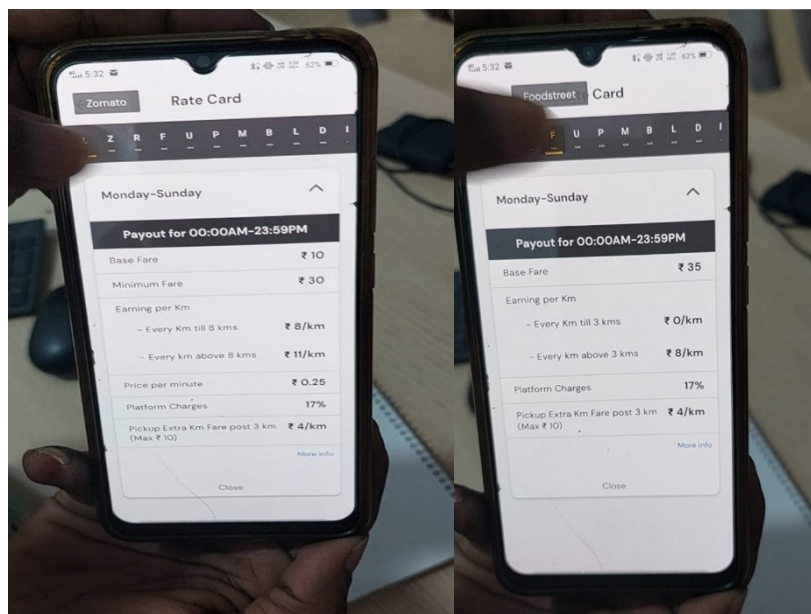 5:32
62%
Zomato
Rate Card
L Z R F U P M B L D
Monday-Sunday
Payout for 00:00AM-23:59PM
Base Fare ₹ 10
Minimum Fare ₹ 30
Earning per Km
- Every Km till 8 kms ₹ 8/km
- Every km above 8 kms ₹ 11/km
Price per minute ₹ 0.25
Platform Charges 17%
Pickup Extra Km Fare post 3 km ₹ 4/km
(Max ₹ 10)
More info
Close
5:32
62%
Foodstreet
Card
F U P M B L D
Monday-Sunday
Payout for 00:00AM-23:59PM
Base Fare ₹ 35
Earning per Km
- Every Km till 3 kms ₹ 0/km
- Every km above 3 kms ₹ 8/km
Platform Charges 17%
Pickup Extra Km Fare post 3 km ₹ 4/km
(Max ₹ 10)
More info
Close